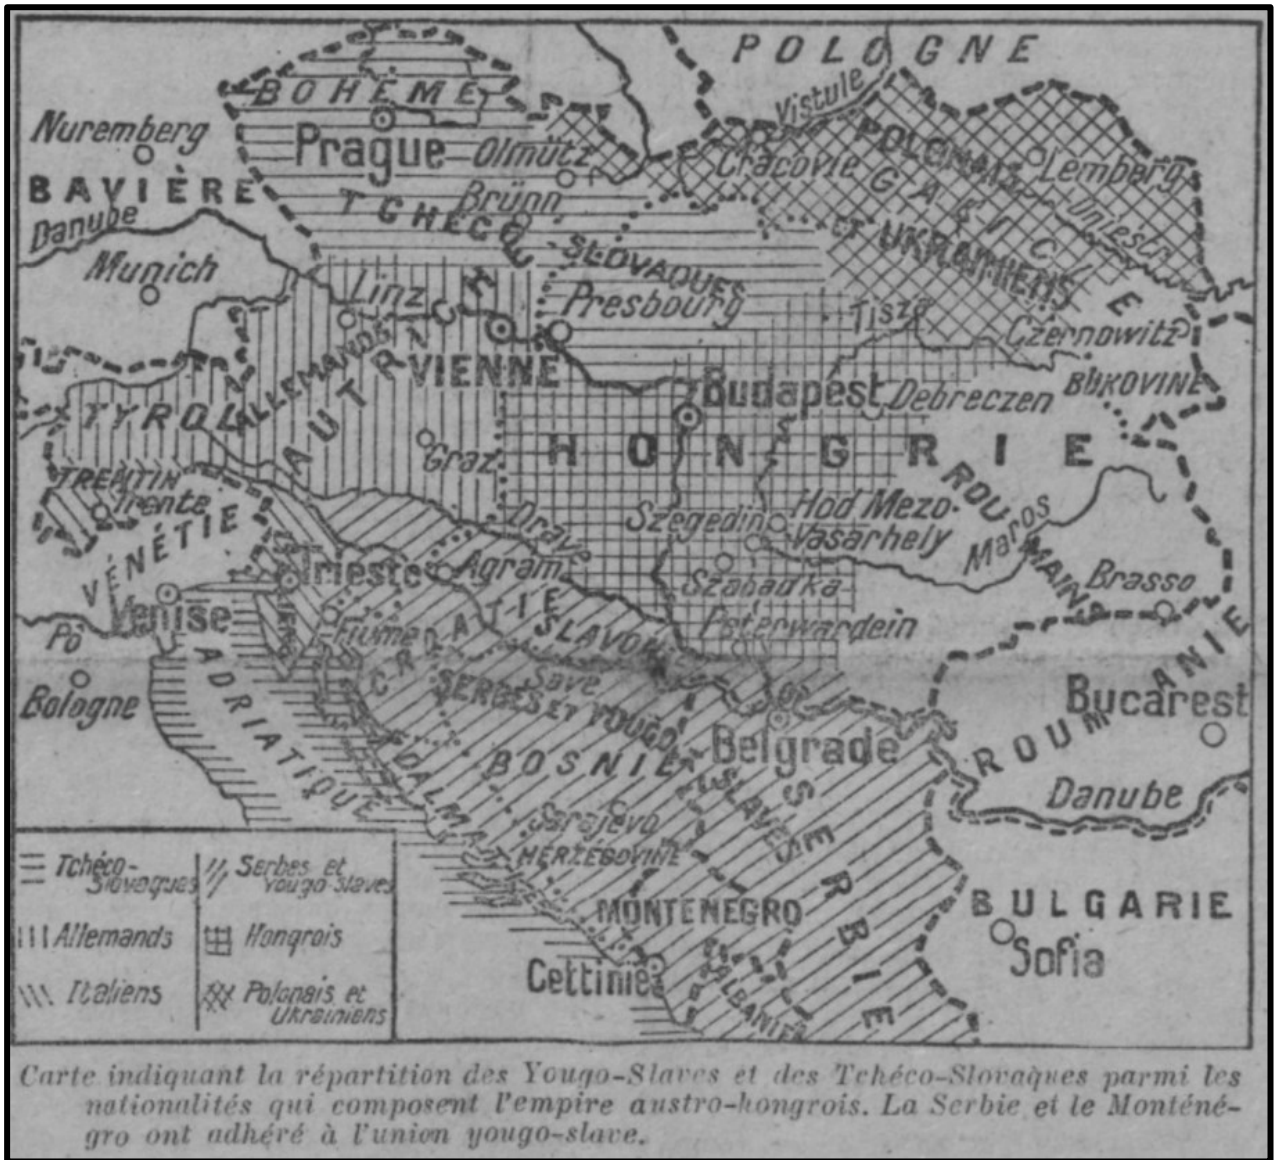 POLOGNE
Vistule
BOHÈME
Nuremberg
Prague
Olmütz
Cracovie
POLONAIS
Lemberg
BAVIÈRE
GALICIE
Danube
TCHÈQUE
Brünn
Dniestr
ET UKRAINIENS
Munich
SLOVAQUES
Linz
Presbourg
Tisza
Czernowitz
AUTRICHE
VIENNE
ALLEMANDS
Budapest
Debreczen
BUKOVINE
TYROL
Graz
HONGRIE
TRENTIN
Trente
ROUMAINS
Szegedin
Hod Mezo-
Vasarhely
Maros
VÉNÉTIE
Drave
Trieste
Agram
Szabadka
Brasso
Venise
Fiume
CROATIE
SLAVONIE
Peterwardein
Pô
Save
Bologne
ADRIATIQUE
SERBES ET YOUGO-SLAVES
Bucarest
ROUMANIE
Belgrade
BOSNIE
DALMATIE
Danube
Sarajevo
HERZEGOVINE
SERBIE
MONTENEGRO
BULGARIE
Sofia
Cettinie
ALBANIE
Tchéco-
Slovaques
Serbes et
Yougo-slaves
Allemands
Hongrois
Italiens
Polonais et
Ukrainiens
Carte indiquant la répartition des Yougo-Slaves et des Tchéco-Slovaques parmi les
nationalités qui composent l'empire austro-hongrois. La Serbie et le Monténé-
gro ont adhéré à l'union yougo-slave.